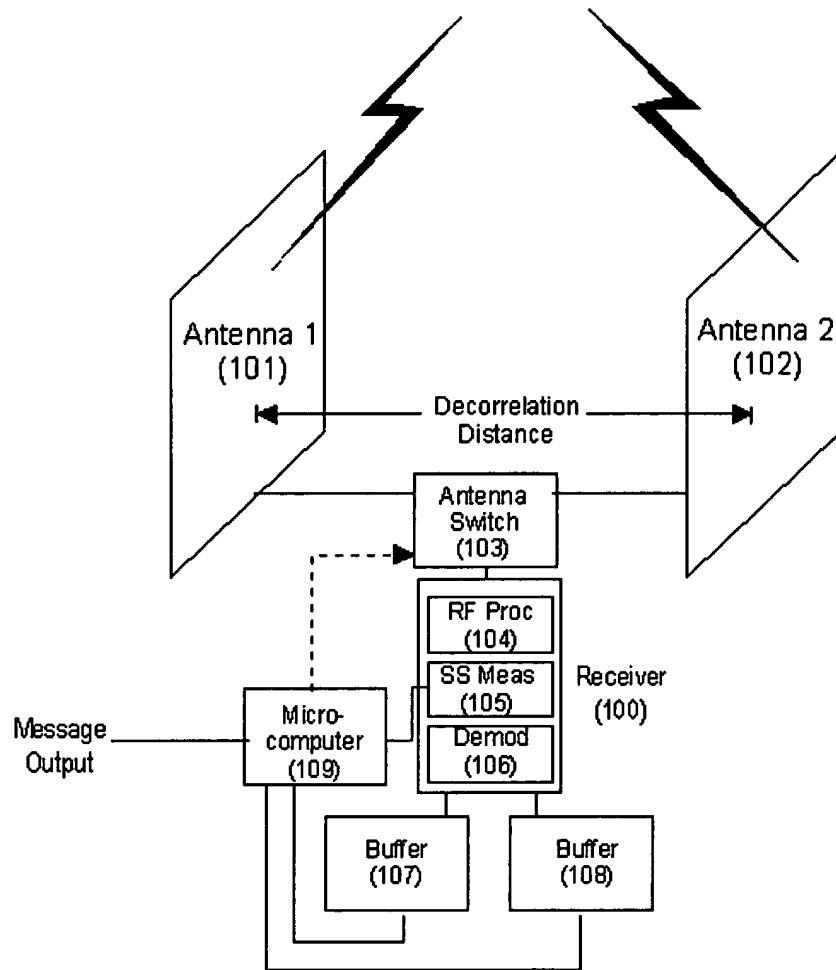 Antenna 1
(101)
Antenna 2
(102)
Decorrelation
Distance
Antenna
Switch
(103)
RF Proc
(104)
SS Meas
(105)
Demod
(106)
Receiver
(100)
Micro-
computer
(109)
Message
Output
Buffer
(107)
Buffer
(108)